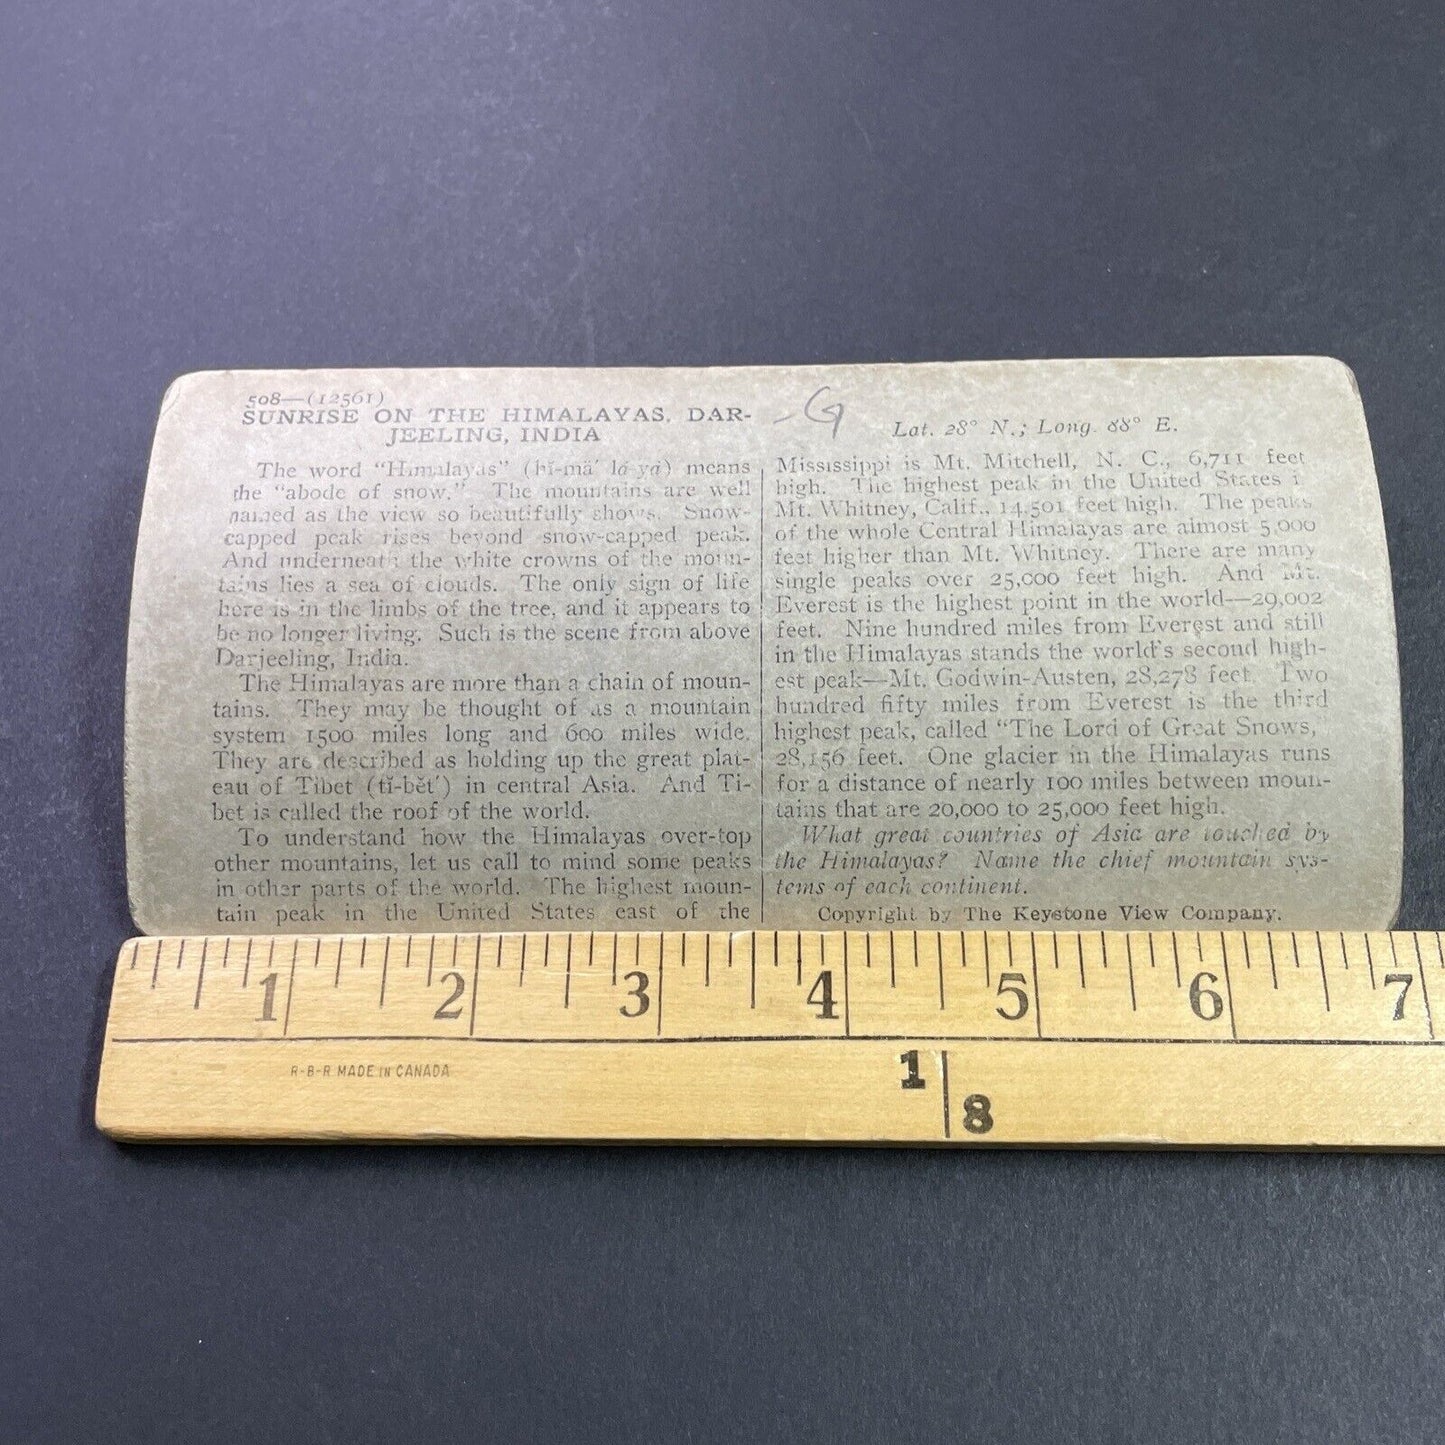 508—(12561)
SUNRISE ON THE HIMALAYAS, DAR-
JEELING, INDIA
G
Lat. 28° N.; Long. 88° E.
The word "Himalayas" (hĭ-mä′ lȧ-yȧ) means
the "abode of snow." The mountains are well
named as the view so beautifully shows. Snow-
capped peak rises beyond snow-capped peak.
And underneath the white crowns of the moun-
tains lies a sea of clouds. The only sign of life
here is in the limbs of the tree, and it appears to
be no longer living. Such is the scene from above
Darjeeling, India.
The Himalayas are more than a chain of moun-
tains. They may be thought of as a mountain
system 1500 miles long and 600 miles wide.
They are described as holding up the great plat-
eau of Tibet (tĭ-bĕt′) in central Asia. And Ti-
bet is called the roof of the world.
To understand how the Himalayas over-top
other mountains, let us call to mind some peaks
in other parts of the world. The highest moun-
tain peak in the United States east of the
Mississippi is Mt. Mitchell, N. C., 6,711 feet
high. The highest peak in the United States i
Mt. Whitney, Calif., 14,501 feet high. The peaks
of the whole Central Himalayas are almost 5,000
feet higher than Mt. Whitney. There are many
single peaks over 25,000 feet high. And Mt.
Everest is the highest point in the world—29,002
feet. Nine hundred miles from Everest and still
in the Himalayas stands the world's second high-
est peak—Mt. Godwin-Austen, 28,278 feet. Two
hundred fifty miles from Everest is the third
highest peak, called "The Lord of Great Snows,"
28,156 feet. One glacier in the Himalayas runs
for a distance of nearly 100 miles between moun-
tains that are 20,000 to 25,000 feet high.
What great countries of Asia are touched by
the Himalayas? Name the chief mountain sys-
tems of each continent.
Copyright by The Keystone View Company.
1 2 3 4 5 6 7
R-B-R MADE IN CANADA
1
8